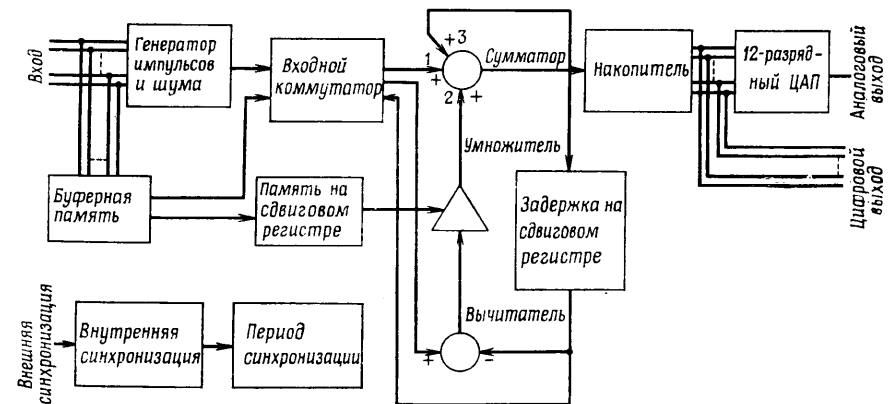 Вход
Генератор
импульсов
и шума
Входной
коммутатор
1
+
+3
2
+
Сумматор
Накопитель
12-разряд-
ный ЦАП
Аналоговый
выход
Цифровой
выход
Буферная
память
Память на
сдвиговом
регистре
Умножитель
Задержка на
сдвиговом
регистре
Вычитатель
+
-
Внешняя
синхронизация
Внутренняя
синхронизация
Период
синхронизации